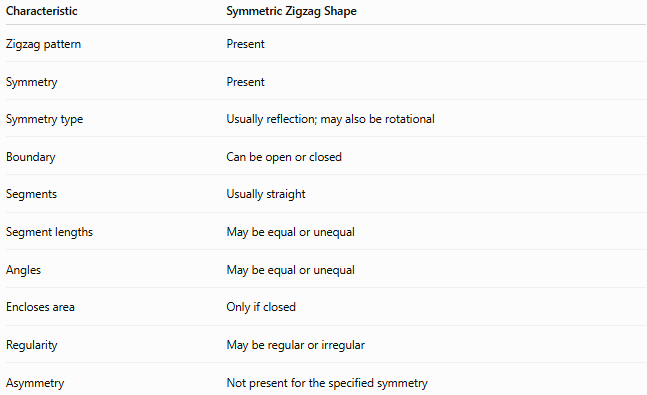 Characteristic Symmetric Zigzag Shape
Zigzag pattern Present
Symmetry Present
Symmetry type Usually reflection; may also be rotational
Boundary Can be open or closed
Segments Usually straight
Segment lengths May be equal or unequal
Angles May be equal or unequal
Encloses area Only if closed
Regularity May be regular or irregular
Asymmetry Not present for the specified symmetry